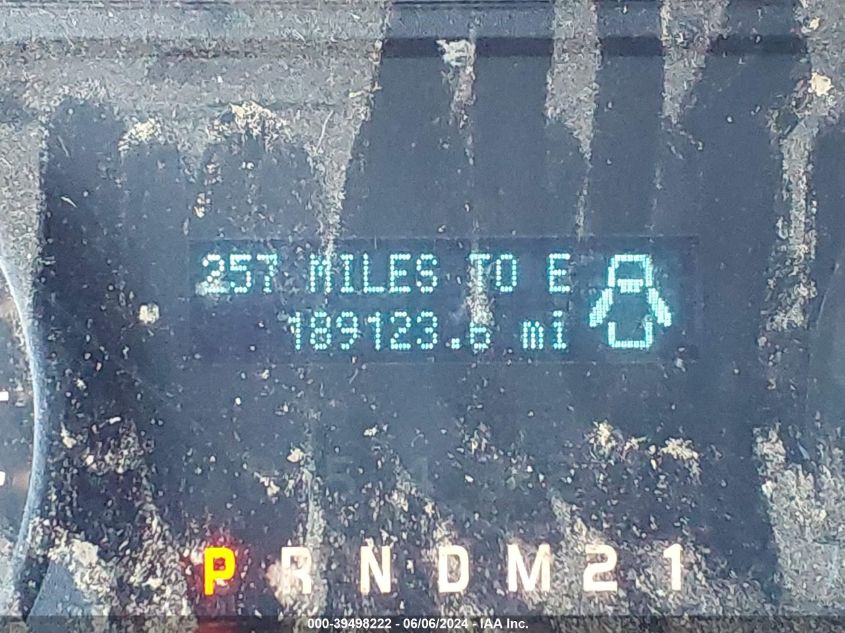 257 MILES TO E
189123.6 mi
P R N D M 2 1
000-39498222 - 06/06/2024 - IAA Inc.